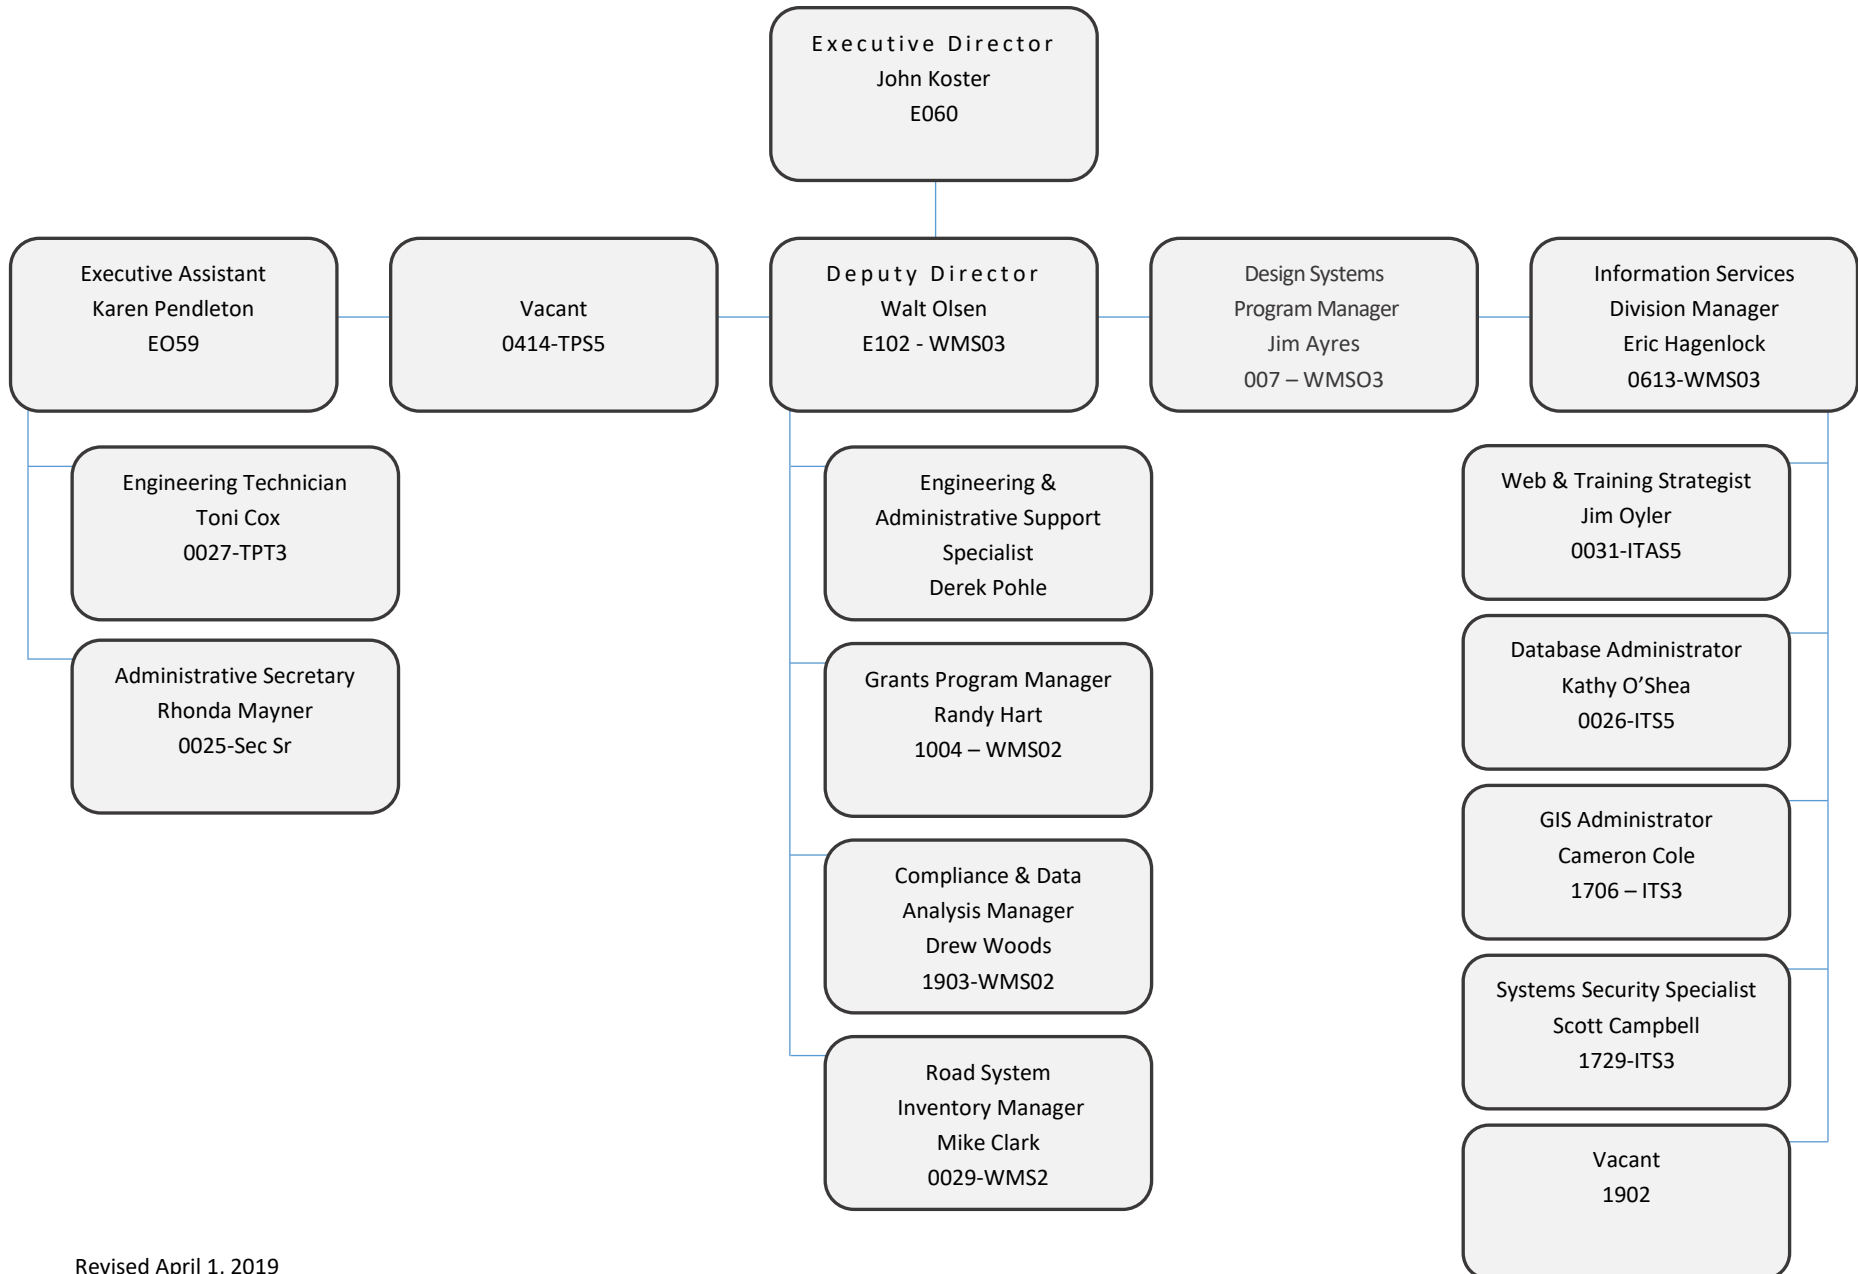 Executive Director
John Koster
E060
Executive Assistant
Karen Pendleton
EO59
Vacant
0414-TPS5
Deputy Director
Walt Olsen
E102 - WMS03
Design Systems
Program Manager
Jim Ayres
007 – WMSO3
Information Services
Division Manager
Eric Hagenlock
0613-WMS03
Engineering Technician
Toni Cox
0027-TPT3
Administrative Secretary
Rhonda Mayner
0025-Sec Sr
Engineering &
Administrative Support
Specialist
Derek Pohle
Grants Program Manager
Randy Hart
1004 – WMS02
Compliance & Data
Analysis Manager
Drew Woods
1903-WMS02
Road System
Inventory Manager
Mike Clark
0029-WMS2
Web & Training Strategist
Jim Oyler
0031-ITAS5
Database Administrator
Kathy O’Shea
0026-ITS5
GIS Administrator
Cameron Cole
1706 – ITS3
Systems Security Specialist
Scott Campbell
1729-ITS3
Vacant
1902
Revised April 1, 2019